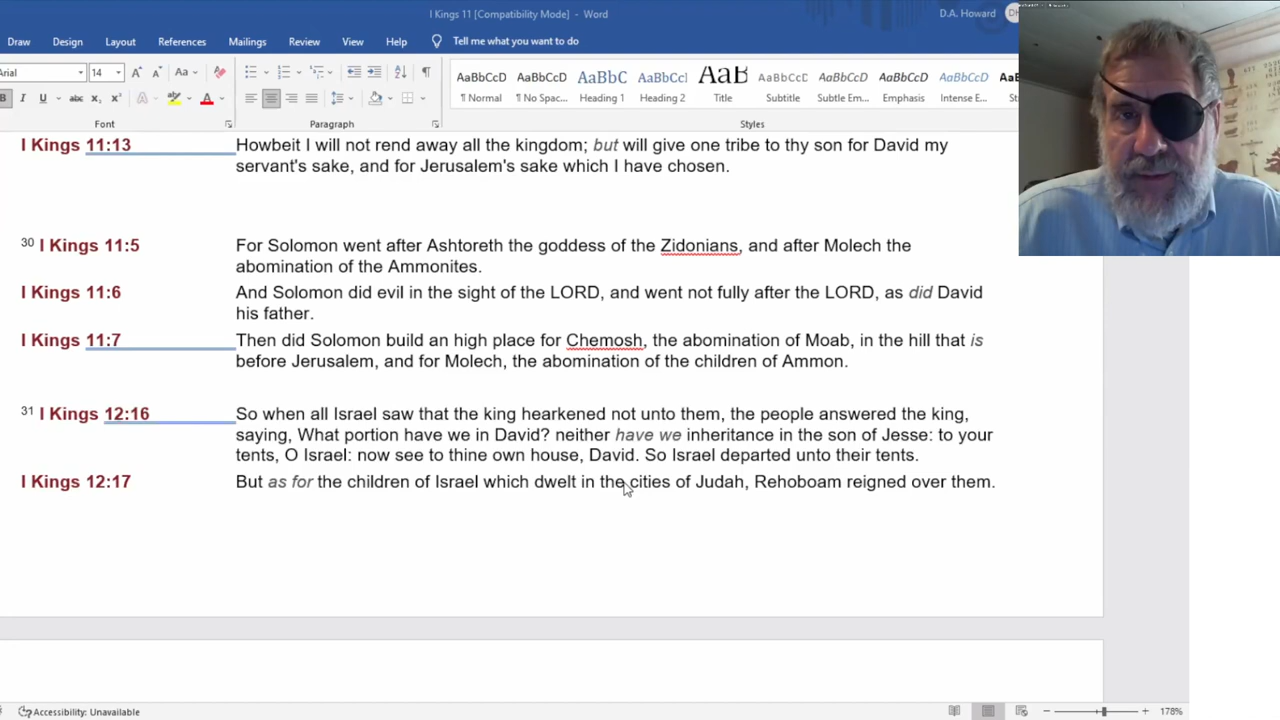 I Kings 11 [Compatibility Mode] - Word
D.A. Howard
DH
Draw Design Layout References Mailings Review View Help Tell me what you want to do
Arial 14 Aa
B I U abc x₂ x² A A
AaBbCcD AaBbCcD AaBbC AaBbCcI AaB AaBbCcD AaBbCcD AaBbCcD AaBbCcD
¶ Normal ¶ No Spac... Heading 1 Heading 2 Title Subtitle Subtle Em... Emphasis Intense E...
Font Paragraph Styles
I Kings 11:13 Howbeit I will not rend away all the kingdom; but will give one tribe to thy son for David my
servant's sake, and for Jerusalem's sake which I have chosen.
30 I Kings 11:5 For Solomon went after Ashtoreth the goddess of the Zidonians, and after Molech the
abomination of the Ammonites.
I Kings 11:6 And Solomon did evil in the sight of the LORD, and went not fully after the LORD, as did David
his father.
I Kings 11:7 Then did Solomon build an high place for Chemosh, the abomination of Moab, in the hill that is
before Jerusalem, and for Molech, the abomination of the children of Ammon.
31 I Kings 12:16 So when all Israel saw that the king hearkened not unto them, the people answered the king,
saying, What portion have we in David? neither have we inheritance in the son of Jesse: to your
tents, O Israel: now see to thine own house, David. So Israel departed unto their tents.
I Kings 12:17 But as for the children of Israel which dwelt in the cities of Judah, Rehoboam reigned over them.
Accessibility: Unavailable
178%